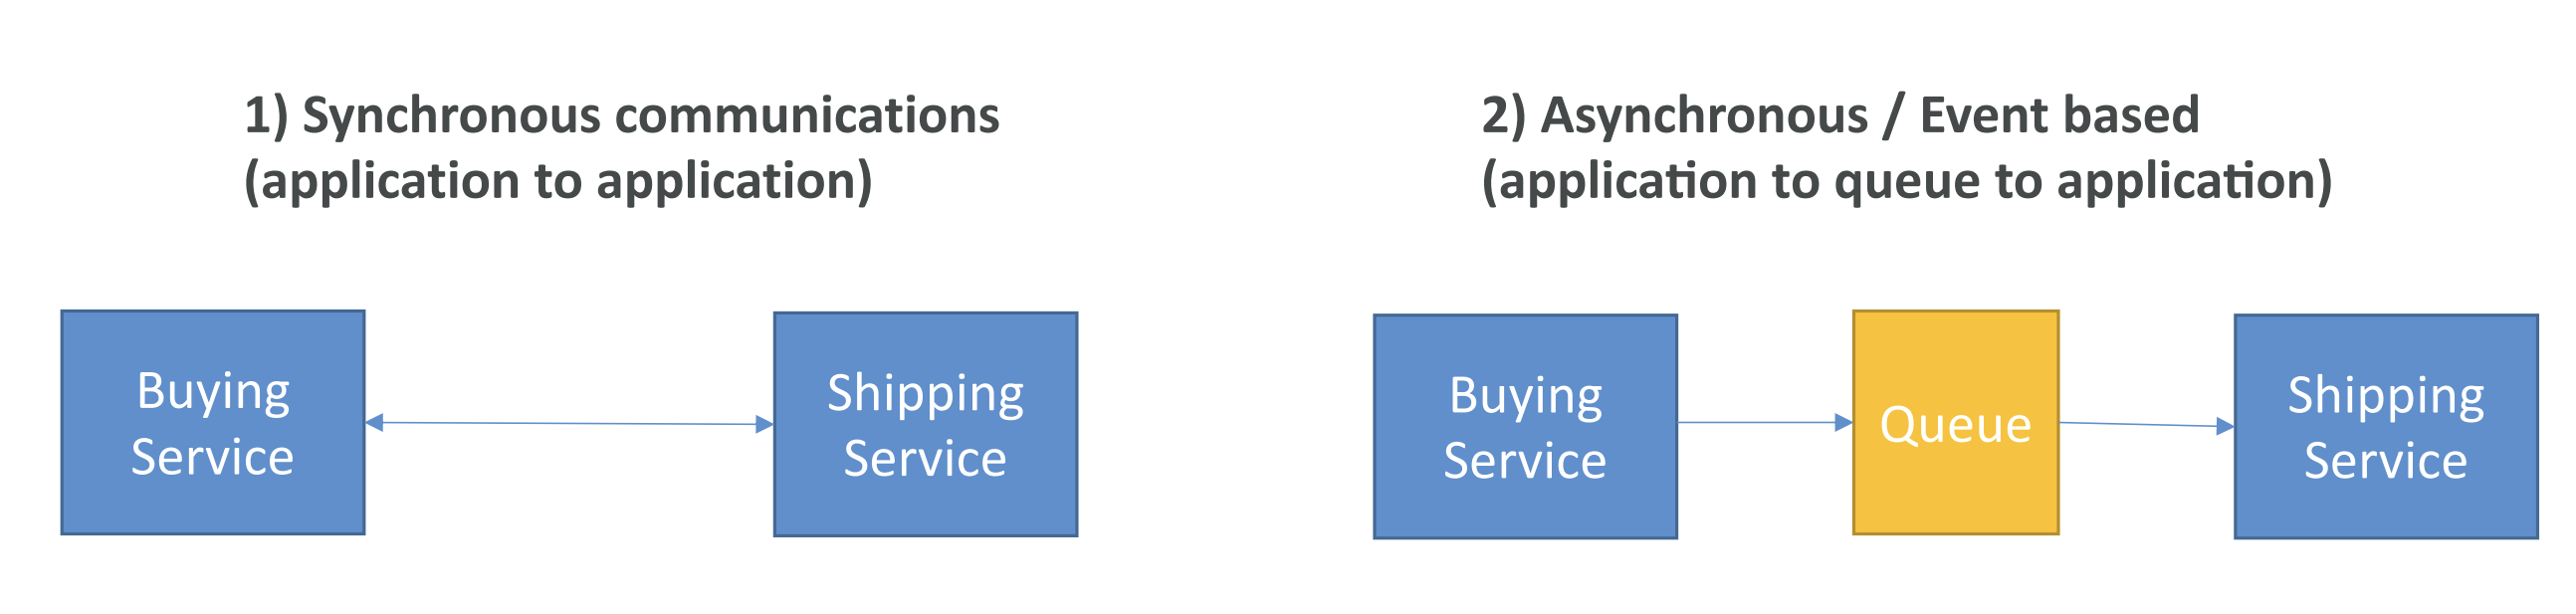 1) Synchronous communications
(application to application)
Buying
Service
Shipping
Service
2) Asynchronous / Event based
(application to queue to application)
Buying
Service
Queue
Shipping
Service